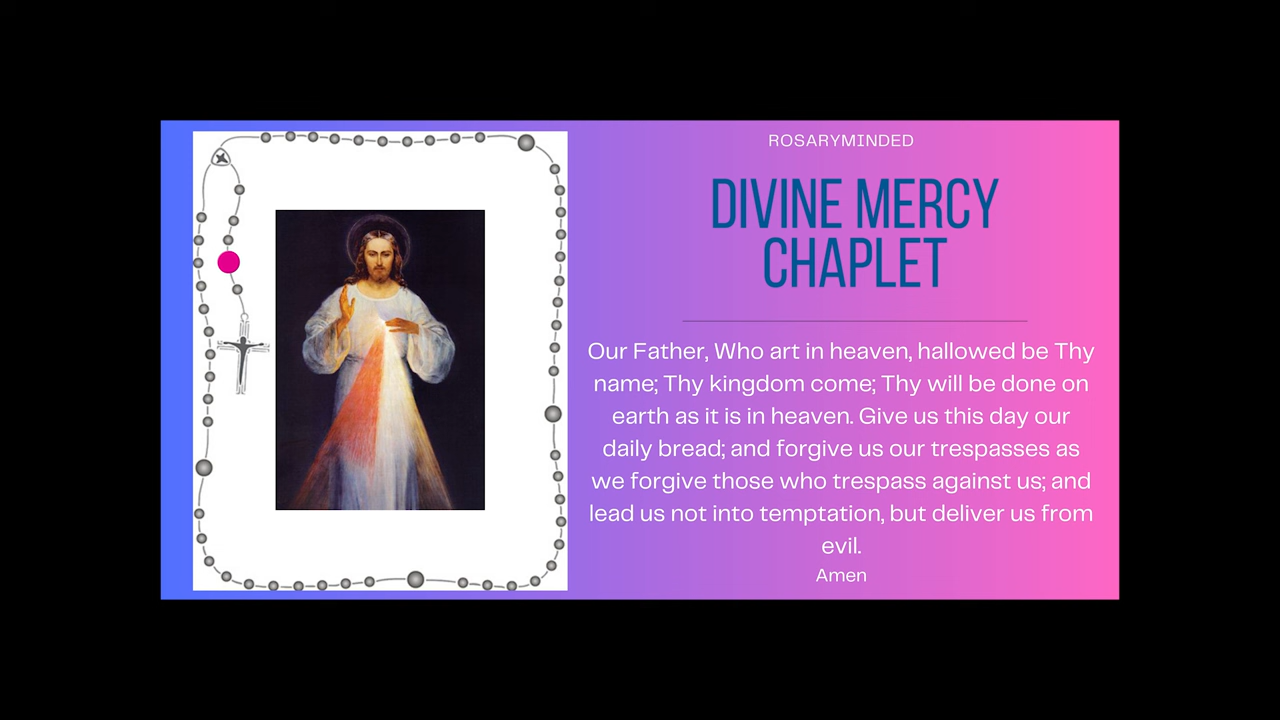 ROSARYMINDED
DIVINE MERCY
CHAPLET
Our Father, Who art in heaven, hallowed be Thy
name; Thy kingdom come; Thy will be done on
earth as it is in heaven. Give us this day our
daily bread; and forgive us our trespasses as
we forgive those who trespass against us; and
lead us not into temptation, but deliver us from
evil.
Amen